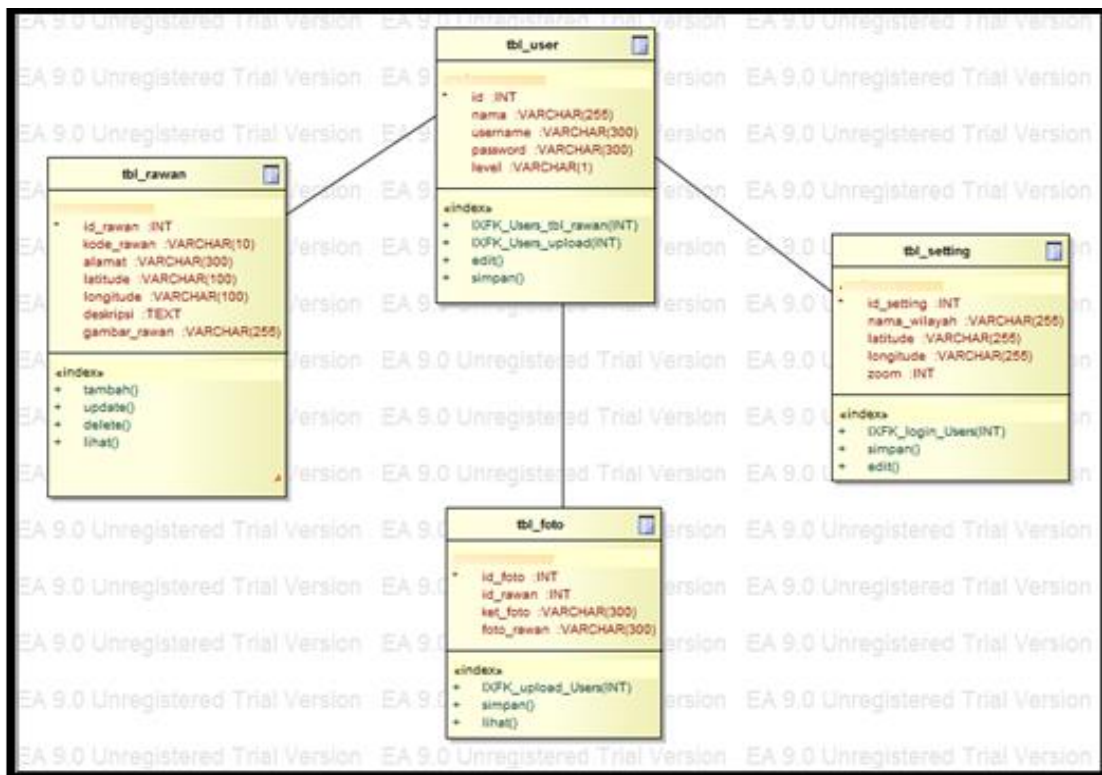 tbl_user
* id :INT
nama :VARCHAR(255)
username :VARCHAR(300)
password :VARCHAR(300)
level :VARCHAR(1)
«index»
+ IXFK_Users_tbl_rawan(INT)
+ IXFK_Users_upload(INT)
+ edit()
+ simpan()
tbl_rawan
* id_rawan :INT
kode_rawan :VARCHAR(10)
alamat :VARCHAR(300)
latitude :VARCHAR(100)
longitude :VARCHAR(100)
deskripsi :TEXT
gambar_rawan :VARCHAR(255)
«index»
+ tambah()
+ update()
+ delete()
+ lihat()
tbl_setting
* id_setting :INT
nama_wilayah :VARCHAR(255)
latitude :VARCHAR(255)
longitude :VARCHAR(255)
zoom :INT
«index»
+ IXFK_login_Users(INT)
+ simpan()
+ edit()
tbl_foto
* id_foto :INT
id_rawan :INT
ket_foto :VARCHAR(300)
foto_rawan :VARCHAR(300)
«index»
+ IXFK_upload_Users(INT)
+ simpan()
+ lihat()
EA 9.0 Unregistered Trial Version